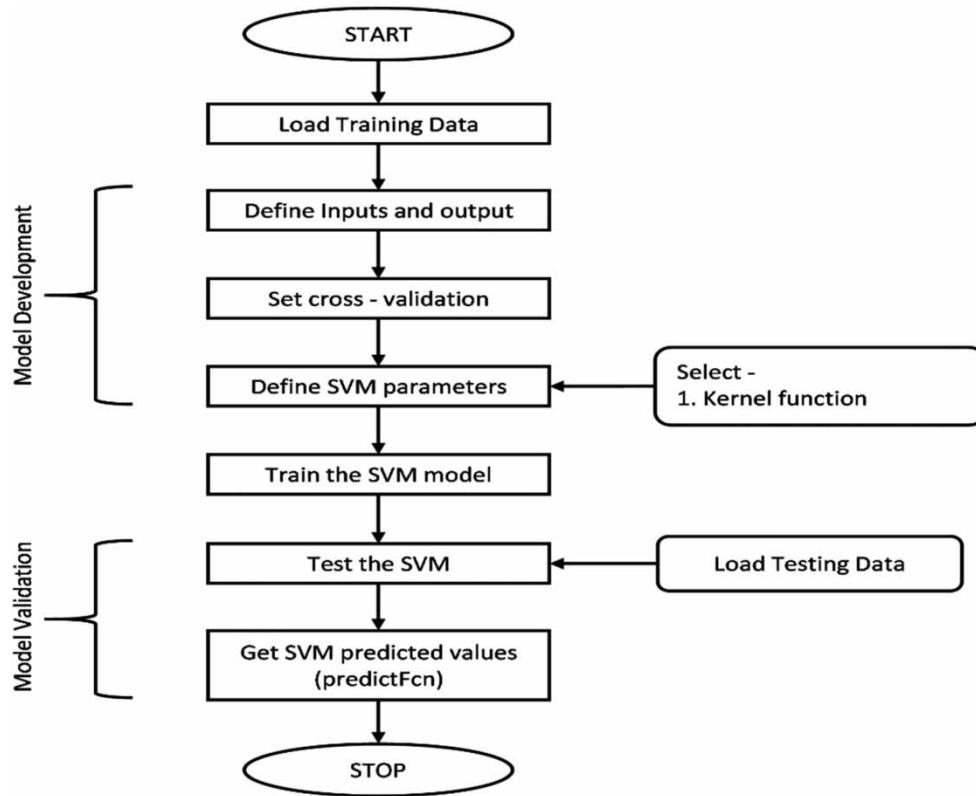 START
Load Training Data
Define Inputs and output
Set cross - validation
Define SVM parameters
Select -
1. Kernel function
Train the SVM model
Test the SVM
Load Testing Data
Get SVM predicted values
(predictFcn)
STOP
Model Development
Model Validation